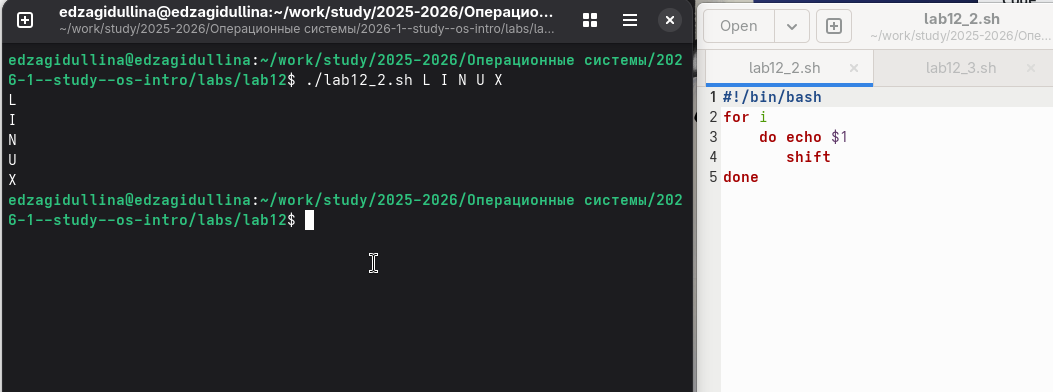 edzagidullina@edzagidullina:~/work/study/2025-2026/Операцио...
~/work/study/2025-2026/Операционные системы/2026-1--study--os-intro/labs/la...
edzagidullina@edzagidullina:~/work/study/2025-2026/Операционные системы/202
6-1--study--os-intro/labs/lab12$ ./lab12_2.sh L I N U X
L
I
N
U
X
edzagidullina@edzagidullina:~/work/study/2025-2026/Операционные системы/202
6-1--study--os-intro/labs/lab12$
Open
lab12_2.sh
~/work/study/2025-2026/Опе...
lab12_2.sh ×
lab12_3.sh ×
1 #!/bin/bash
2 for i
3     do echo $1
4        shift
5 done